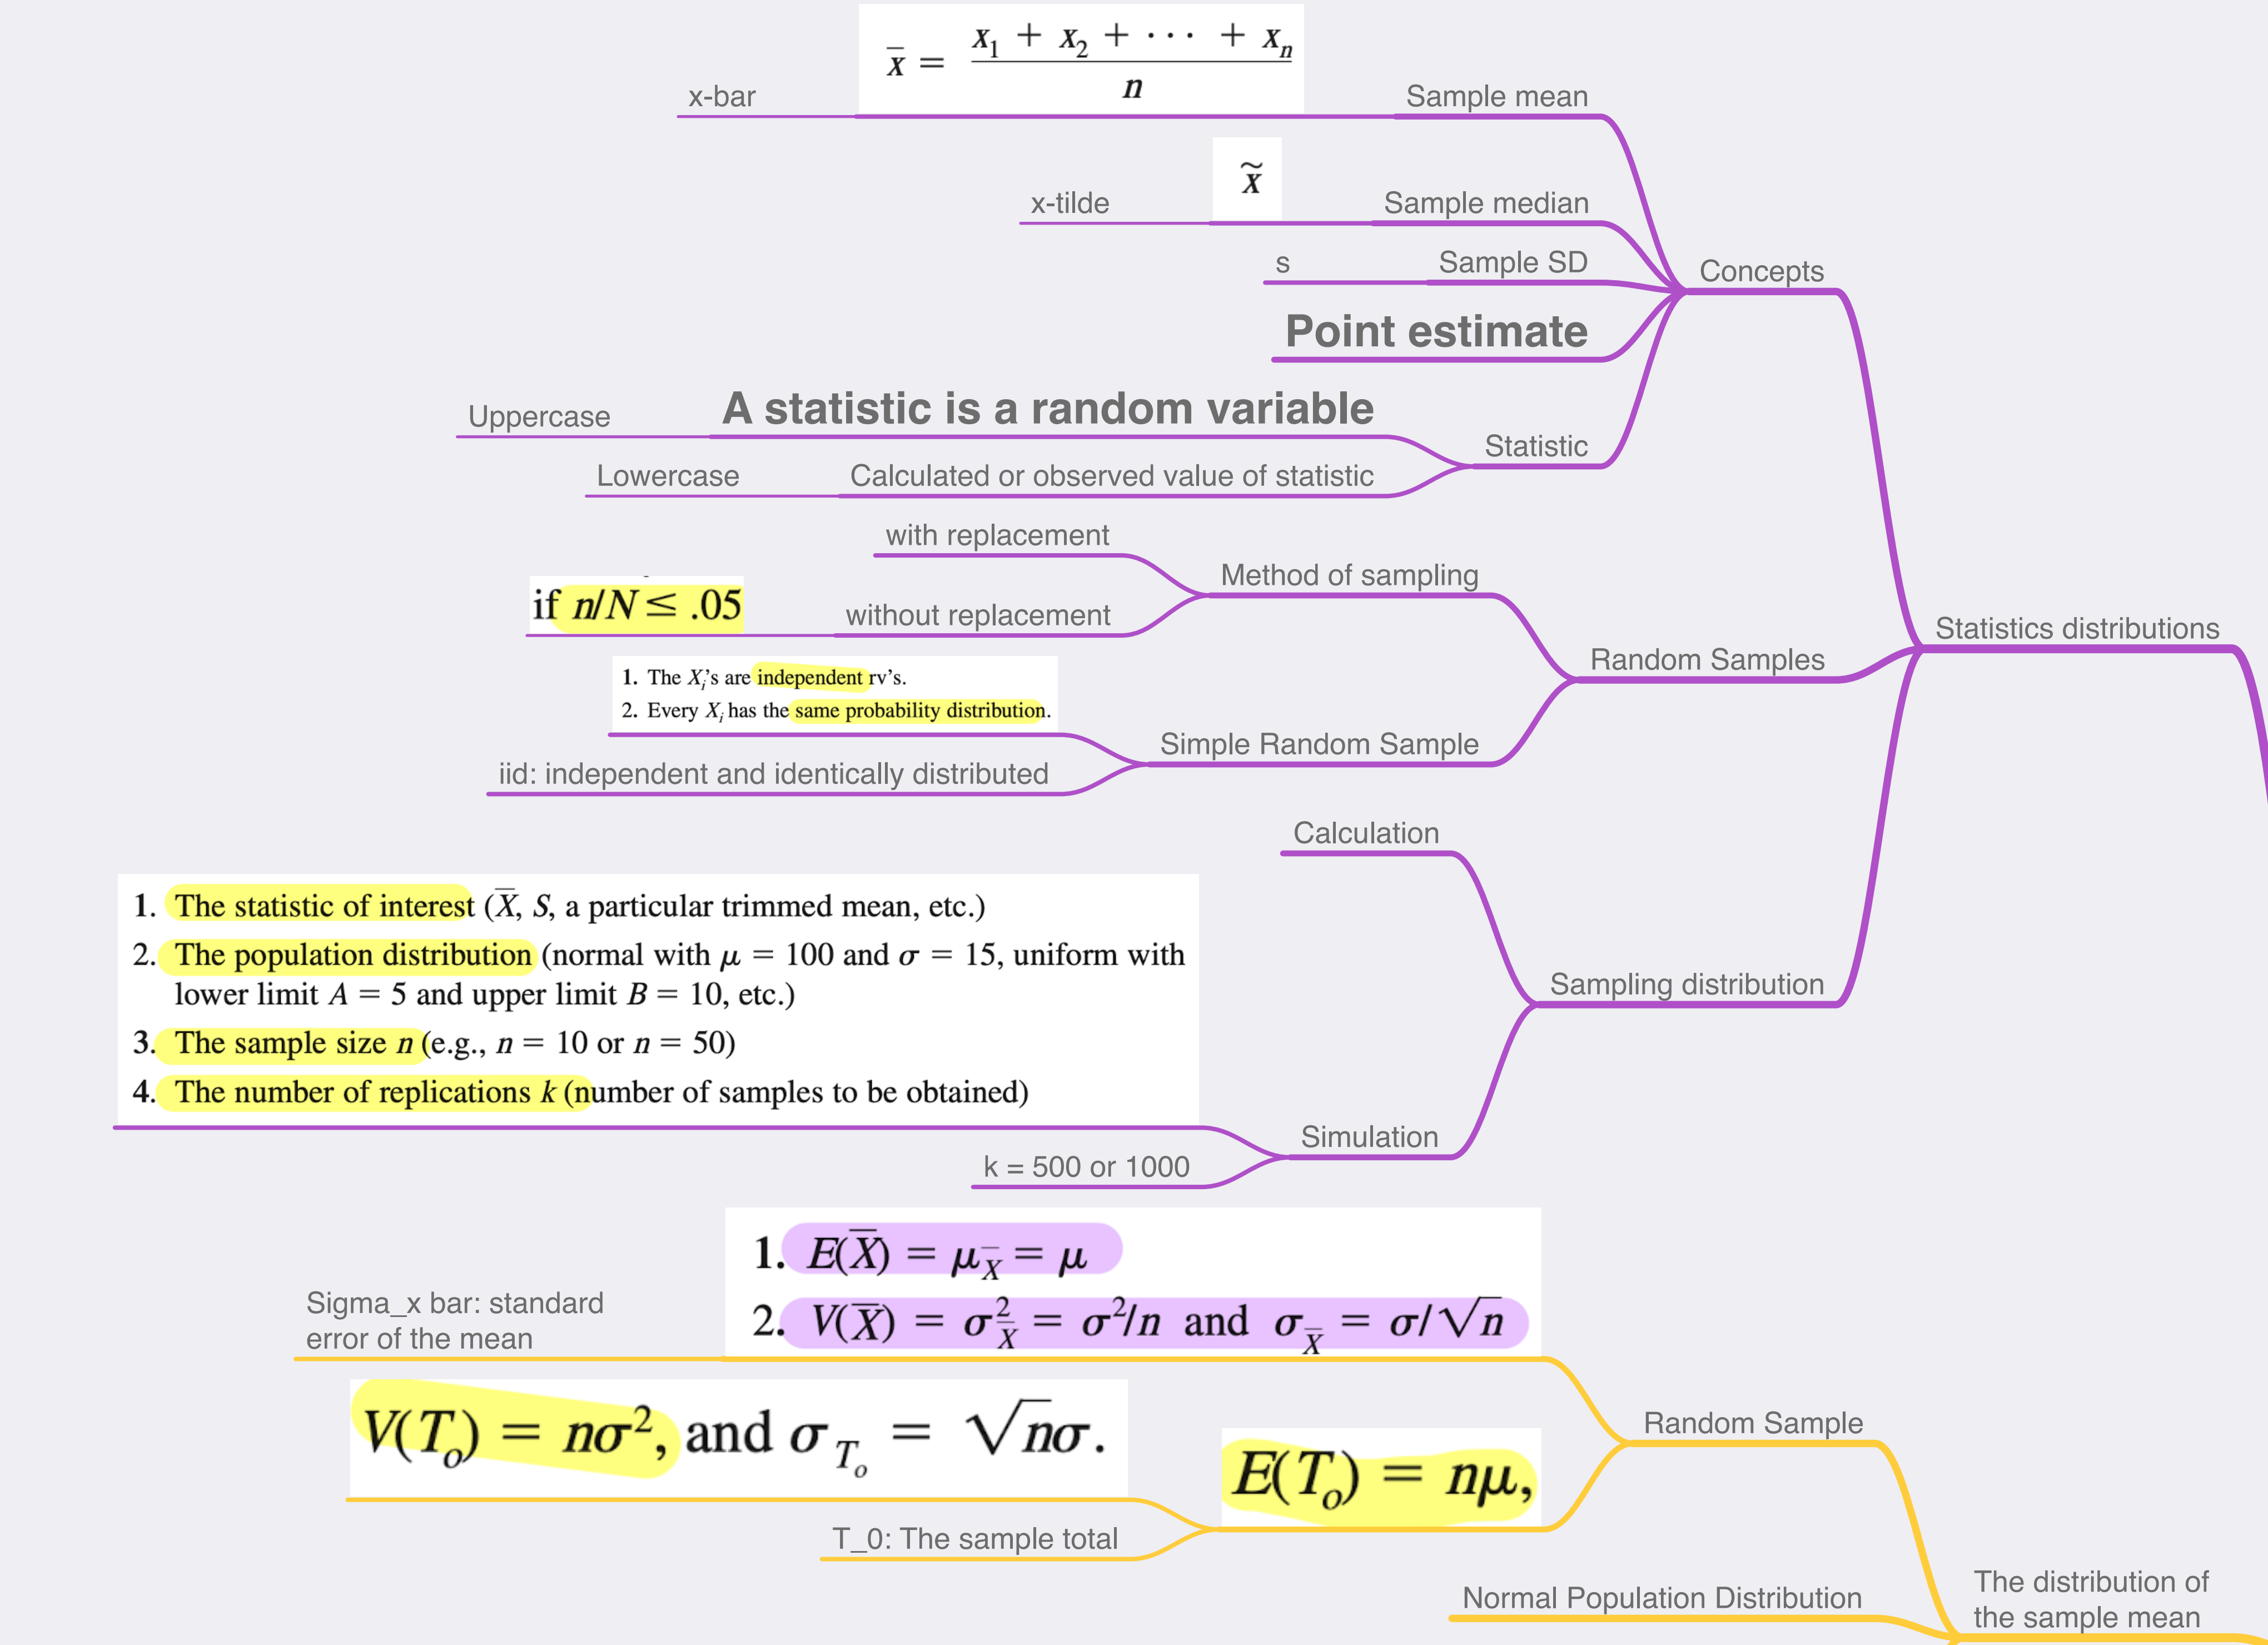 x̄ = (x₁ + x₂ + ··· + xₙ) / n
x-bar
Sample mean
x̃
x-tilde
Sample median
s
Sample SD
Concepts
Point estimate
A statistic is a random variable
Uppercase
Statistic
Lowercase
Calculated or observed value of statistic
with replacement
Method of sampling
if n/N ≤ .05
without replacement
Statistics distributions
Random Samples
1. The Xᵢ's are independent rv's.
2. Every Xᵢ has the same probability distribution.
Simple Random Sample
iid: independent and identically distributed
Calculation
1. The statistic of interest (X̄, S, a particular trimmed mean, etc.)
2. The population distribution (normal with μ = 100 and σ = 15, uniform with
lower limit A = 5 and upper limit B = 10, etc.)
Sampling distribution
3. The sample size n (e.g., n = 10 or n = 50)
4. The number of replications k (number of samples to be obtained)
Simulation
k = 500 or 1000
1. E(X̄) = μ_X̄ = μ
2. V(X̄) = σ²_X̄ = σ²/n and σ_X̄ = σ/√n
Sigma_x bar: standard
error of the mean
Random Sample
V(Tₒ) = nσ², and σ_Tₒ = √nσ.
E(Tₒ) = nμ,
T_0: The sample total
Normal Population Distribution
The distribution of
the sample mean